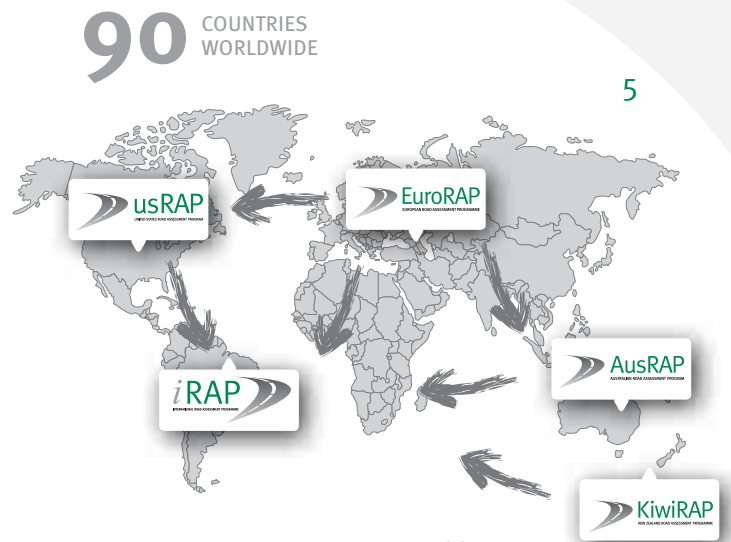 90 COUNTRIES
WORLDWIDE
5
usRAP
UNITED STATES ROAD ASSESSMENT PROGRAM
EuroRAP
EUROPEAN ROAD ASSESSMENT PROGRAMME
iRAP
INTERNATIONAL ROAD ASSESSMENT PROGRAMME
AusRAP
AUSTRALIAN ROAD ASSESSMENT PROGRAM
KiwiRAP
NEW ZEALAND ROAD ASSESSMENT PROGRAMME